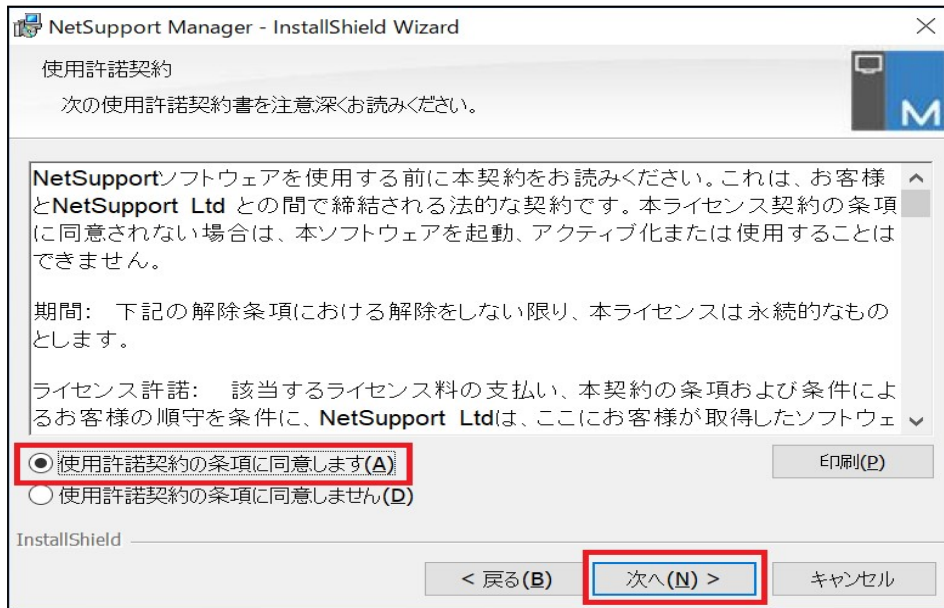 NetSupport Manager - InstallShield Wizard
使用許諾契約
次の使用許諾契約書を注意深くお読みください。
M
NetSupportソフトウェアを使用する前に本契約をお読みください。これは、お客様
とNetSupport Ltd との間で締結される法的な契約です。本ライセンス契約の条項
に同意されない場合は、本ソフトウェアを起動、アクティブ化または使用することは
できません。
期間: 下記の解除条項における解除をしない限り、本ライセンスは永続的なもの
とします。
ライセンス許諾: 該当するライセンス料の支払い、本契約の条項および条件によ
るお客様の順守を条件に、NetSupport Ltdは、ここにお客様が取得したソフトウェ
使用許諾契約の条項に同意します(A)
印刷(P)
使用許諾契約の条項に同意しません(D)
InstallShield
< 戻る(B)
次へ(N) >
キャンセル